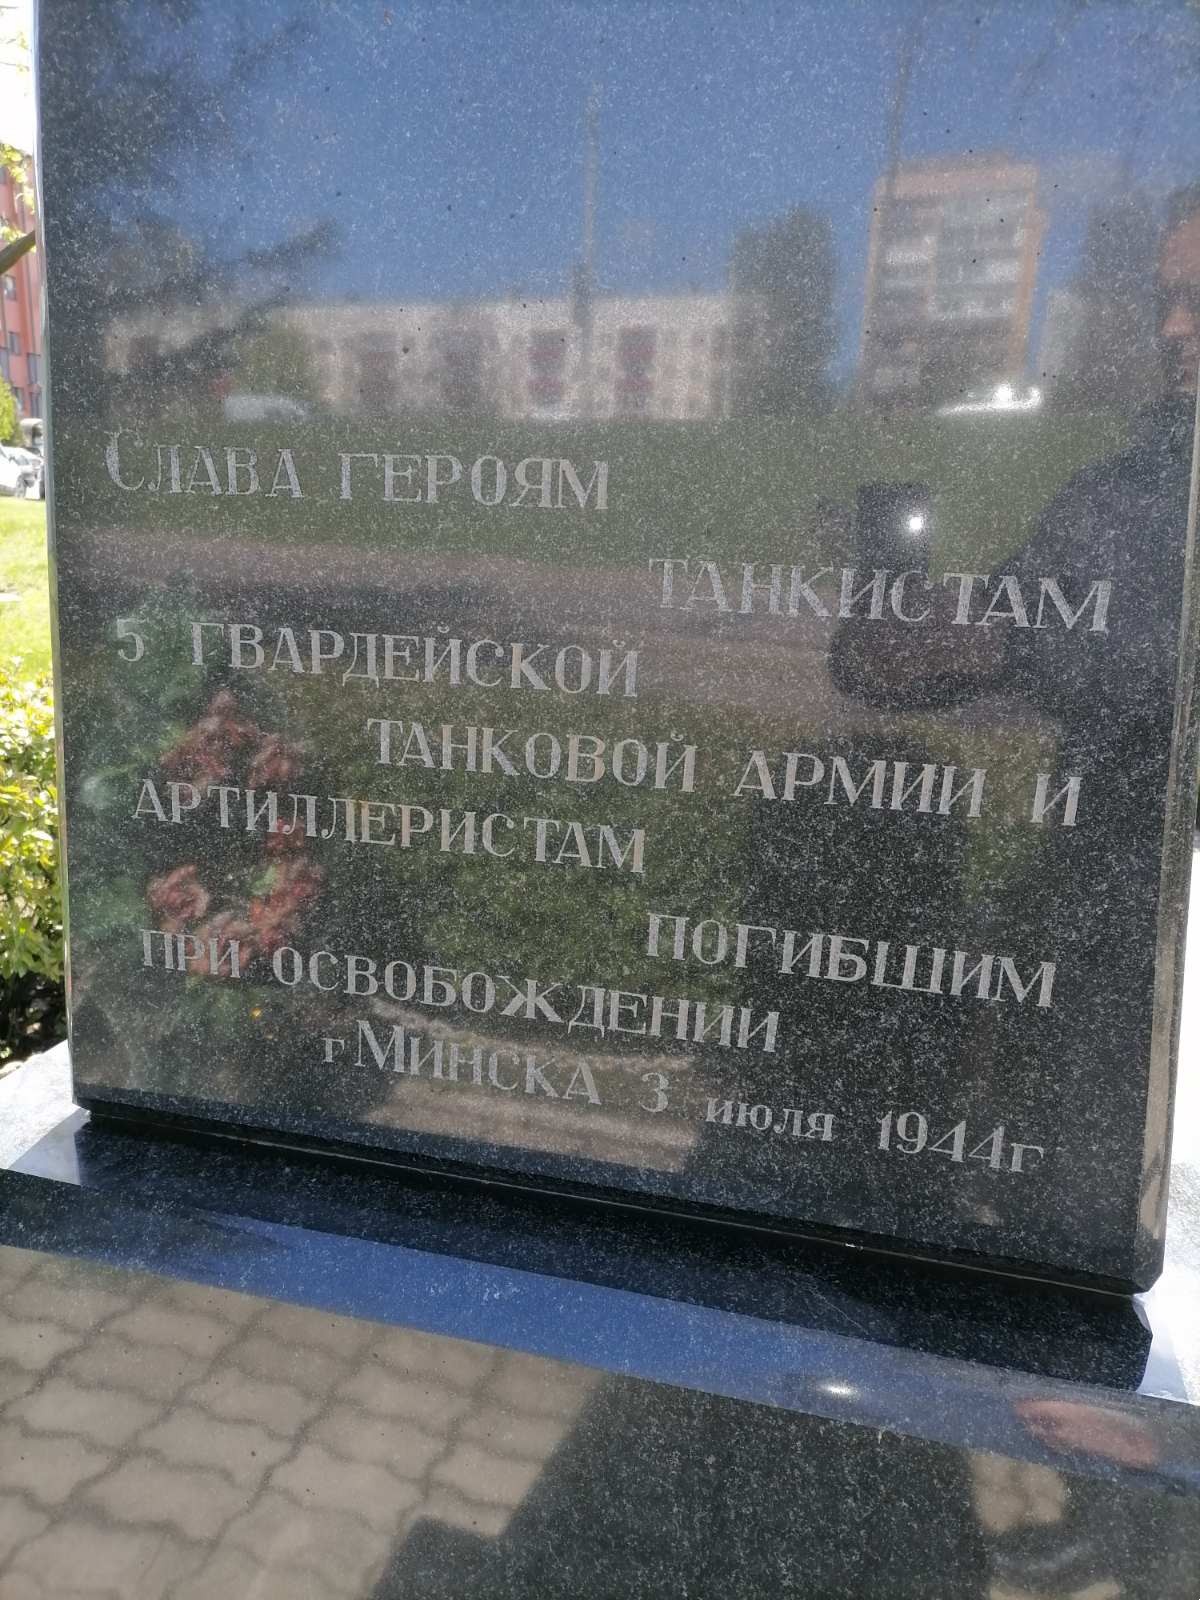 Слава героям
танкистам
5 гвардейской
танковой армии и
артиллеристам
погибшим
при освобождении
г Минска 3 июля 1944г